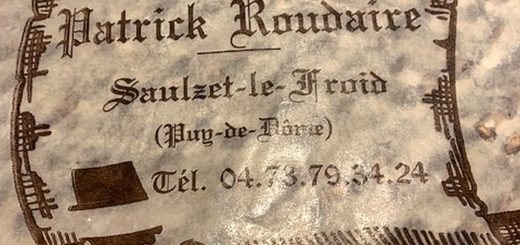 Patrick Roudaire
Saulzet-le-Froid
(Puy-de-Dôme)
Tél. 04.73.79.34.24